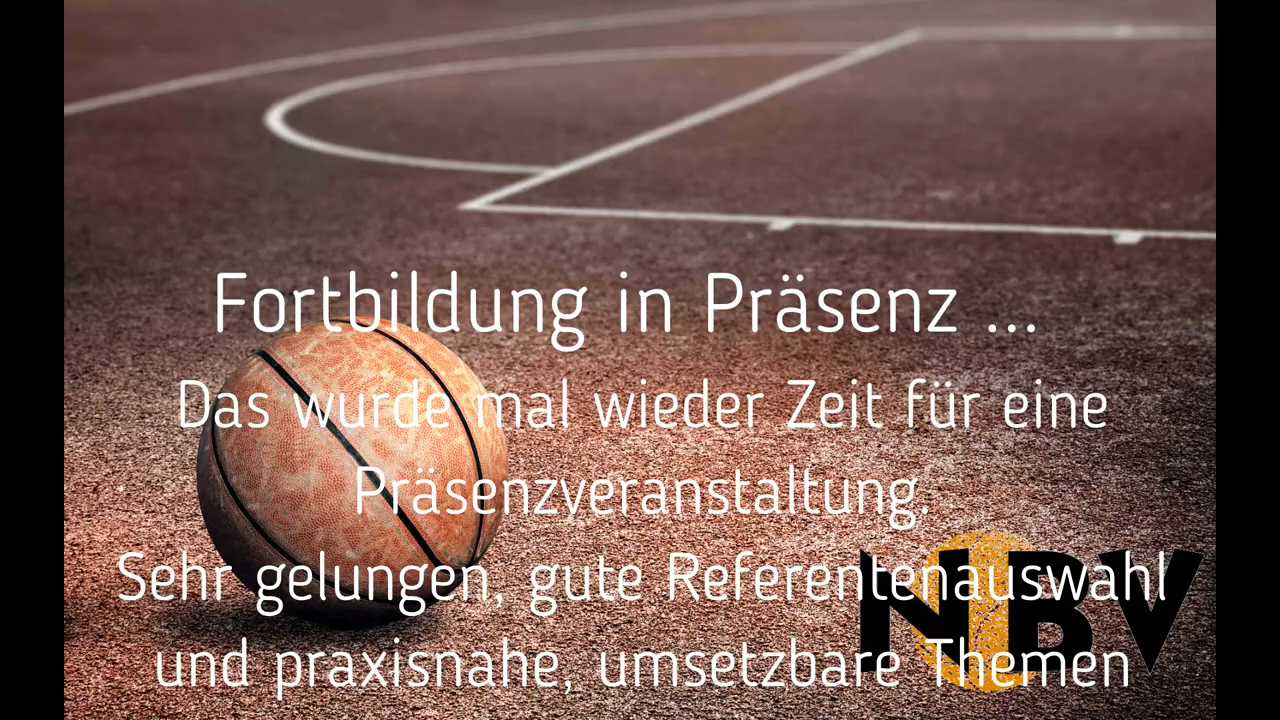 Fortbildung in Präsenz ...
Das wurde mal wieder Zeit für eine
Präsenzveranstaltung.
Sehr gelungen, gute Referentenauswahl
und praxisnahe, umsetzbare Themen
NBV